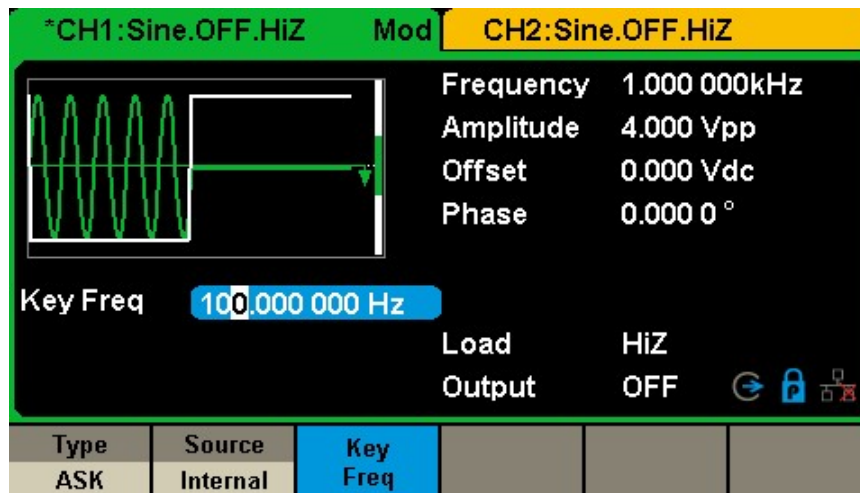 *CH1:Sine.OFF.HiZ Mod CH2:Sine.OFF.HiZ
Frequency 1.000 000kHz
Amplitude 4.000 Vpp
Offset 0.000 Vdc
Phase 0.000 0 °
Key Freq 100.000 000 Hz
Load HiZ
Output OFF P
Type Source Key Freq
ASK Internal